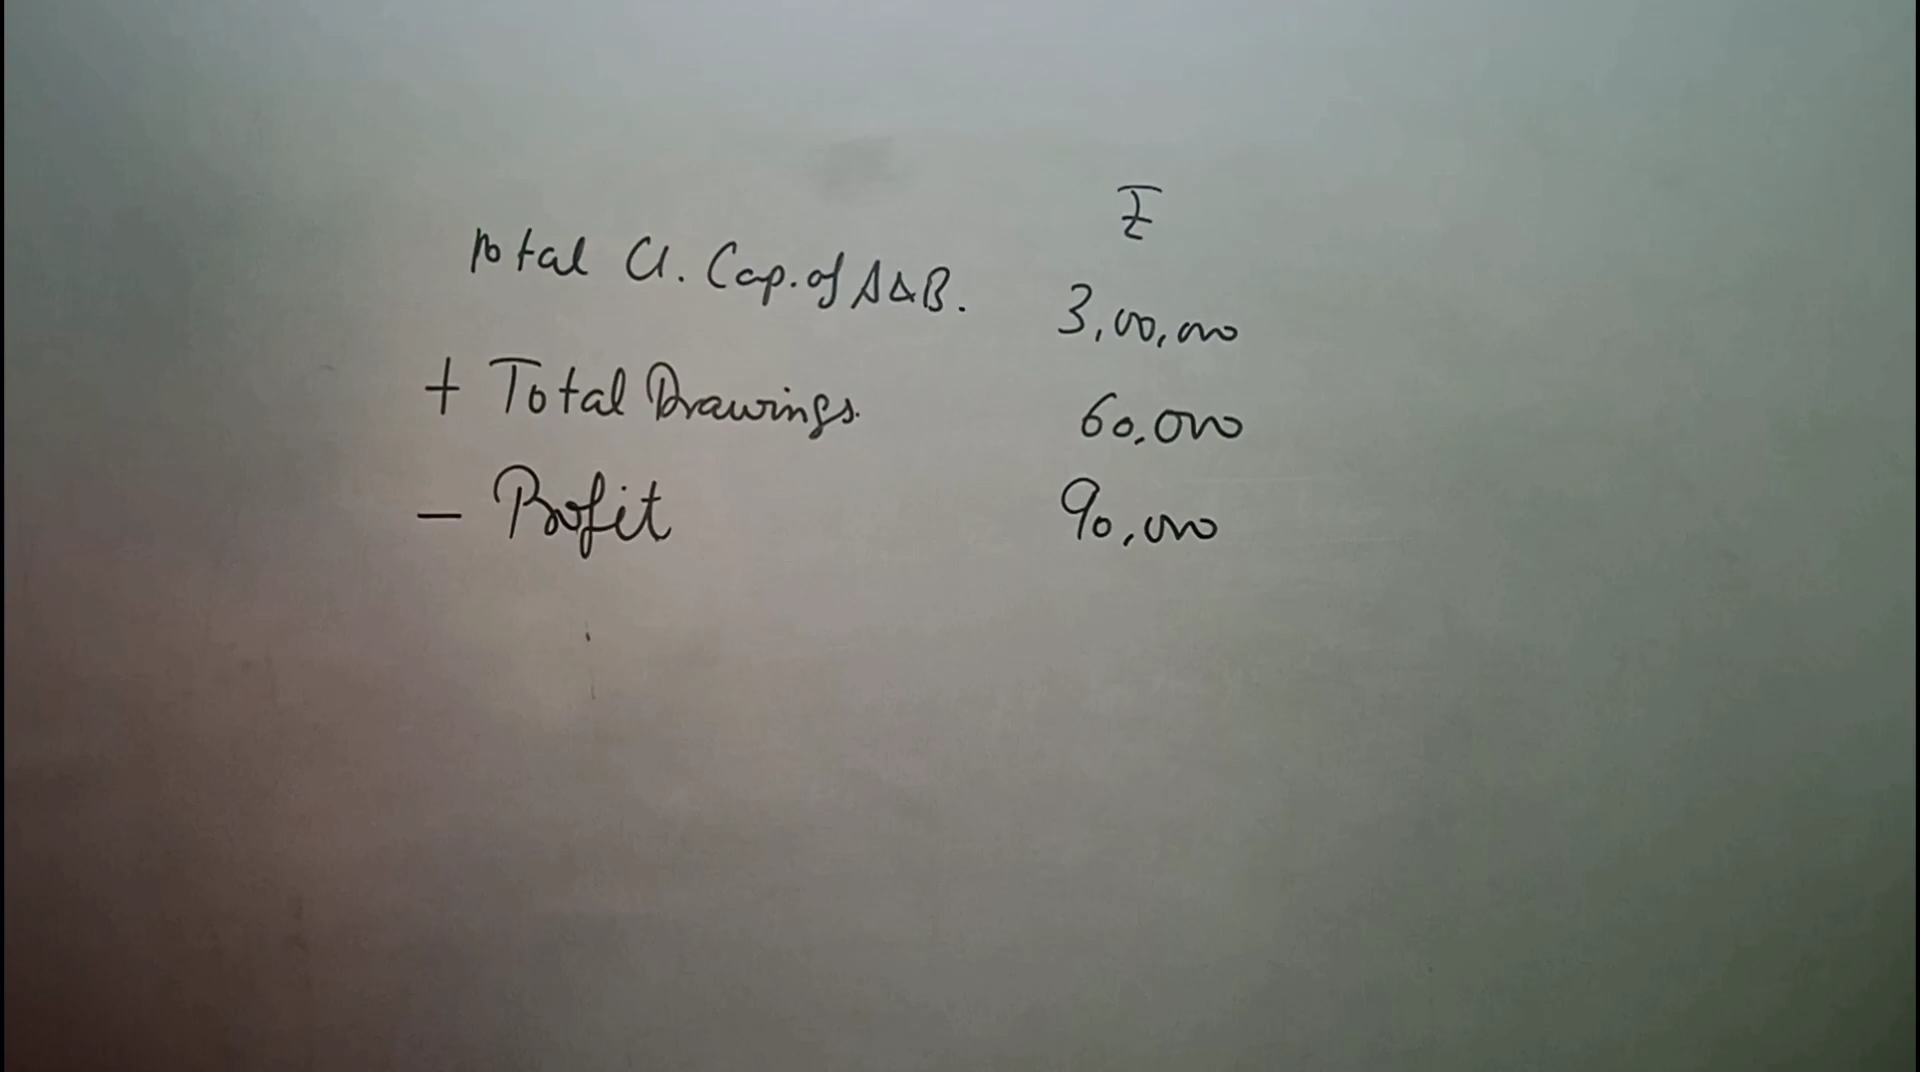 ₹
Total Cl. Cap. of A & B. 3,00,000
+ Total Drawings. 60,000
- Profit 90,000